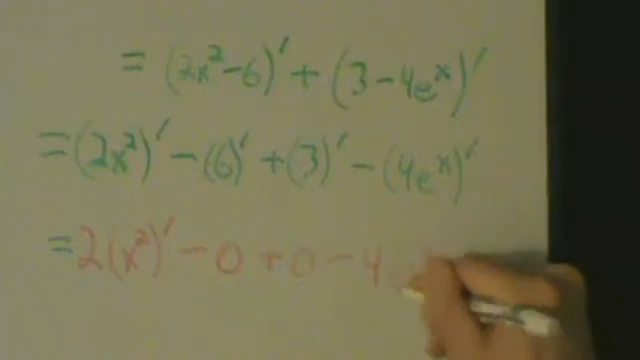 = (2x²-6)' + (3-4eˣ)'
= (2x²)' - (6)' + (3)' - (4eˣ)'
= 2(x²)' - 0 + 0 - 4